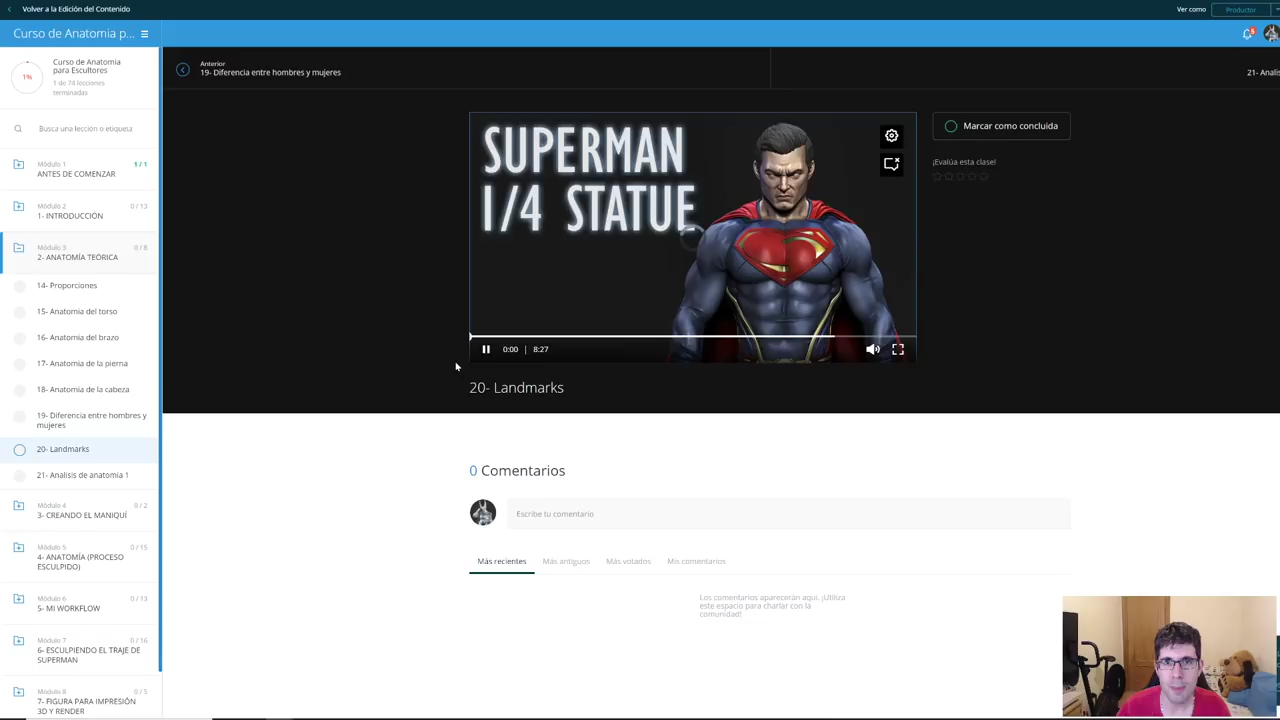 Volver a la Edición del Contenido
Ver como
Productor
Curso de Anatomia p...
5
1%
Curso de Anatomia
para Escultores
1 de 74 lecciones
terminadas
Busca una lección o etiqueta
Módulo 1
1 / 1
ANTES DE COMENZAR
Módulo 2
0 / 13
1- INTRODUCCIÓN
Módulo 3
0 / 8
2- ANATOMÍA TEÓRICA
14- Proporciones
15- Anatomia del torso
16- Anatomia del brazo
17- Anatomia de la pierna
18- Anatomia de la cabeza
19- Diferencia entre hombres y
mujeres
20- Landmarks
21- Analisis de anatomia 1
Módulo 4
0 / 2
3- CREANDO EL MANIQUÍ
Módulo 5
0 / 15
4- ANATOMÍA (PROCESO
ESCULPIDO)
Módulo 6
0 / 13
5- MI WORKFLOW
Módulo 7
0 / 16
6- ESCULPIENDO EL TRAJE DE
SUPERMAN
Módulo 8
0 / 5
7- FIGURA PARA IMPRESIÓN
3D Y RENDER
Anterior
19- Diferencia entre hombres y mujeres
21- Analis
SUPERMAN
1/4 STATUE
0:00 | 8:27
Marcar como concluida
¡Evalúa esta clase!
20- Landmarks
0 Comentarios
Escribe tu comentario
Más recientes
Más antiguos
Más votados
Mis comentarios
Los comentarios aparecerán aquí. ¡Utiliza
este espacio para charlar con la
comunidad!